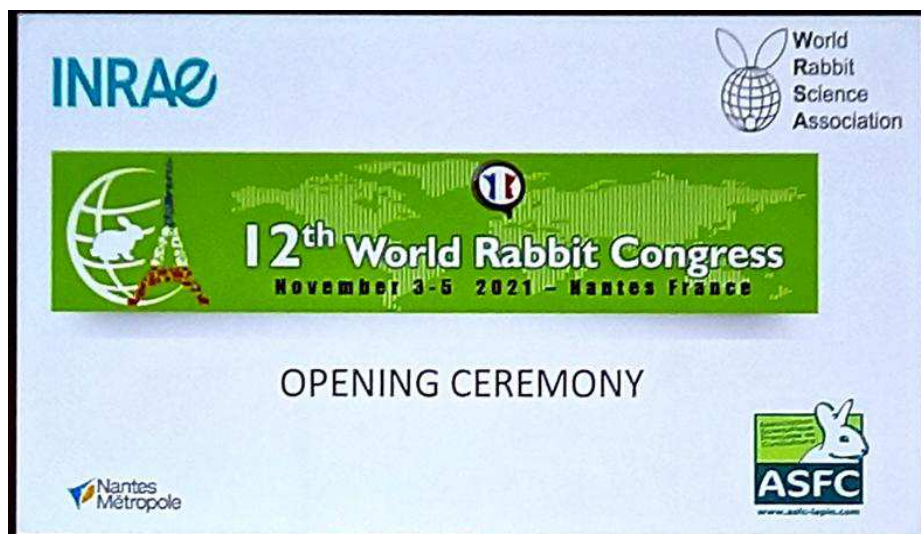 INRAE
World
Rabbit
Science
Association
12th World Rabbit Congress
November 3-5 2021 – Nantes France
OPENING CEREMONY
Nantes
Métropole
ASFC
www.asfc-lapin.com